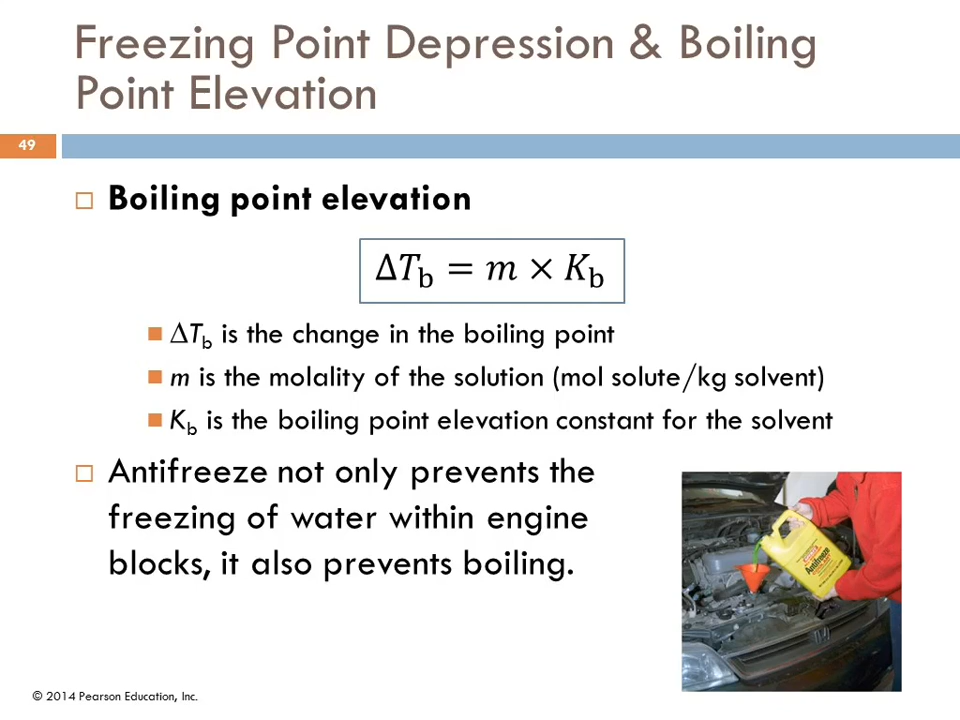 Freezing Point Depression & Boiling
Point Elevation
49
Boiling point elevation
ΔT_b = m × K_b
ΔT_b is the change in the boiling point
m is the molality of the solution (mol solute/kg solvent)
K_b is the boiling point elevation constant for the solvent
Antifreeze not only prevents the
freezing of water within engine
blocks, it also prevents boiling.
Antifreeze
© 2014 Pearson Education, Inc.